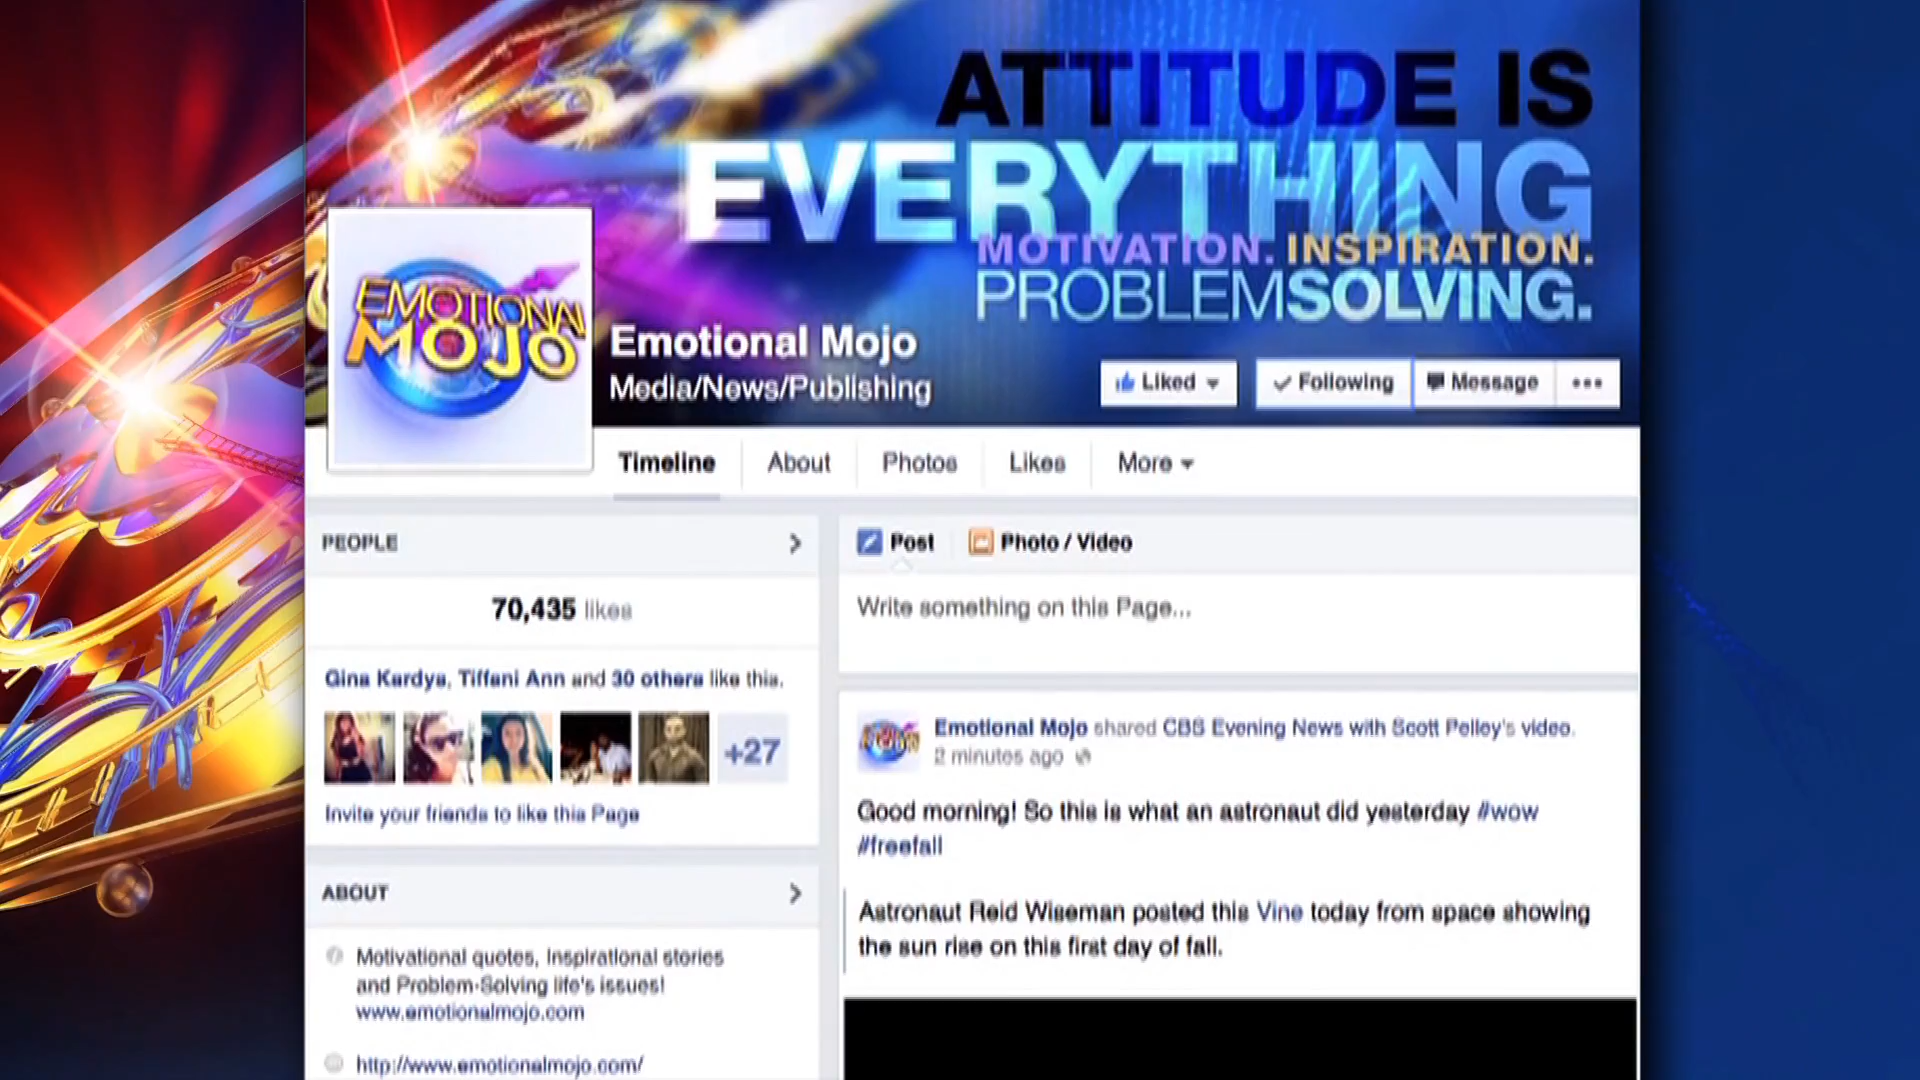 ATTITUDE IS
EVERYTHING
MOTIVATION. INSPIRATION.
PROBLEMSOLVING.
EMOTIONAL
MOJO
Emotional Mojo
Media/News/Publishing
Liked
Following
Message
Timeline
About
Photos
Likes
More
PEOPLE
70,435 likes
Gina Kardys, Tiffani Ann and 30 others like this.
+27
Invite your friends to like this Page
ABOUT
Motivational quotes, Inspirational stories
and Problem-Solving life's issues!
www.emotionalmojo.com
http://www.emotionalmojo.com/
Post
Photo / Video
Write something on this Page...
Emotional Mojo shared CBS Evening News with Scott Pelley's video.
2 minutes ago
Good morning! So this is what an astronaut did yesterday #wow
#freefall
Astronaut Reid Wiseman posted this Vine today from space showing
the sun rise on this first day of fall.